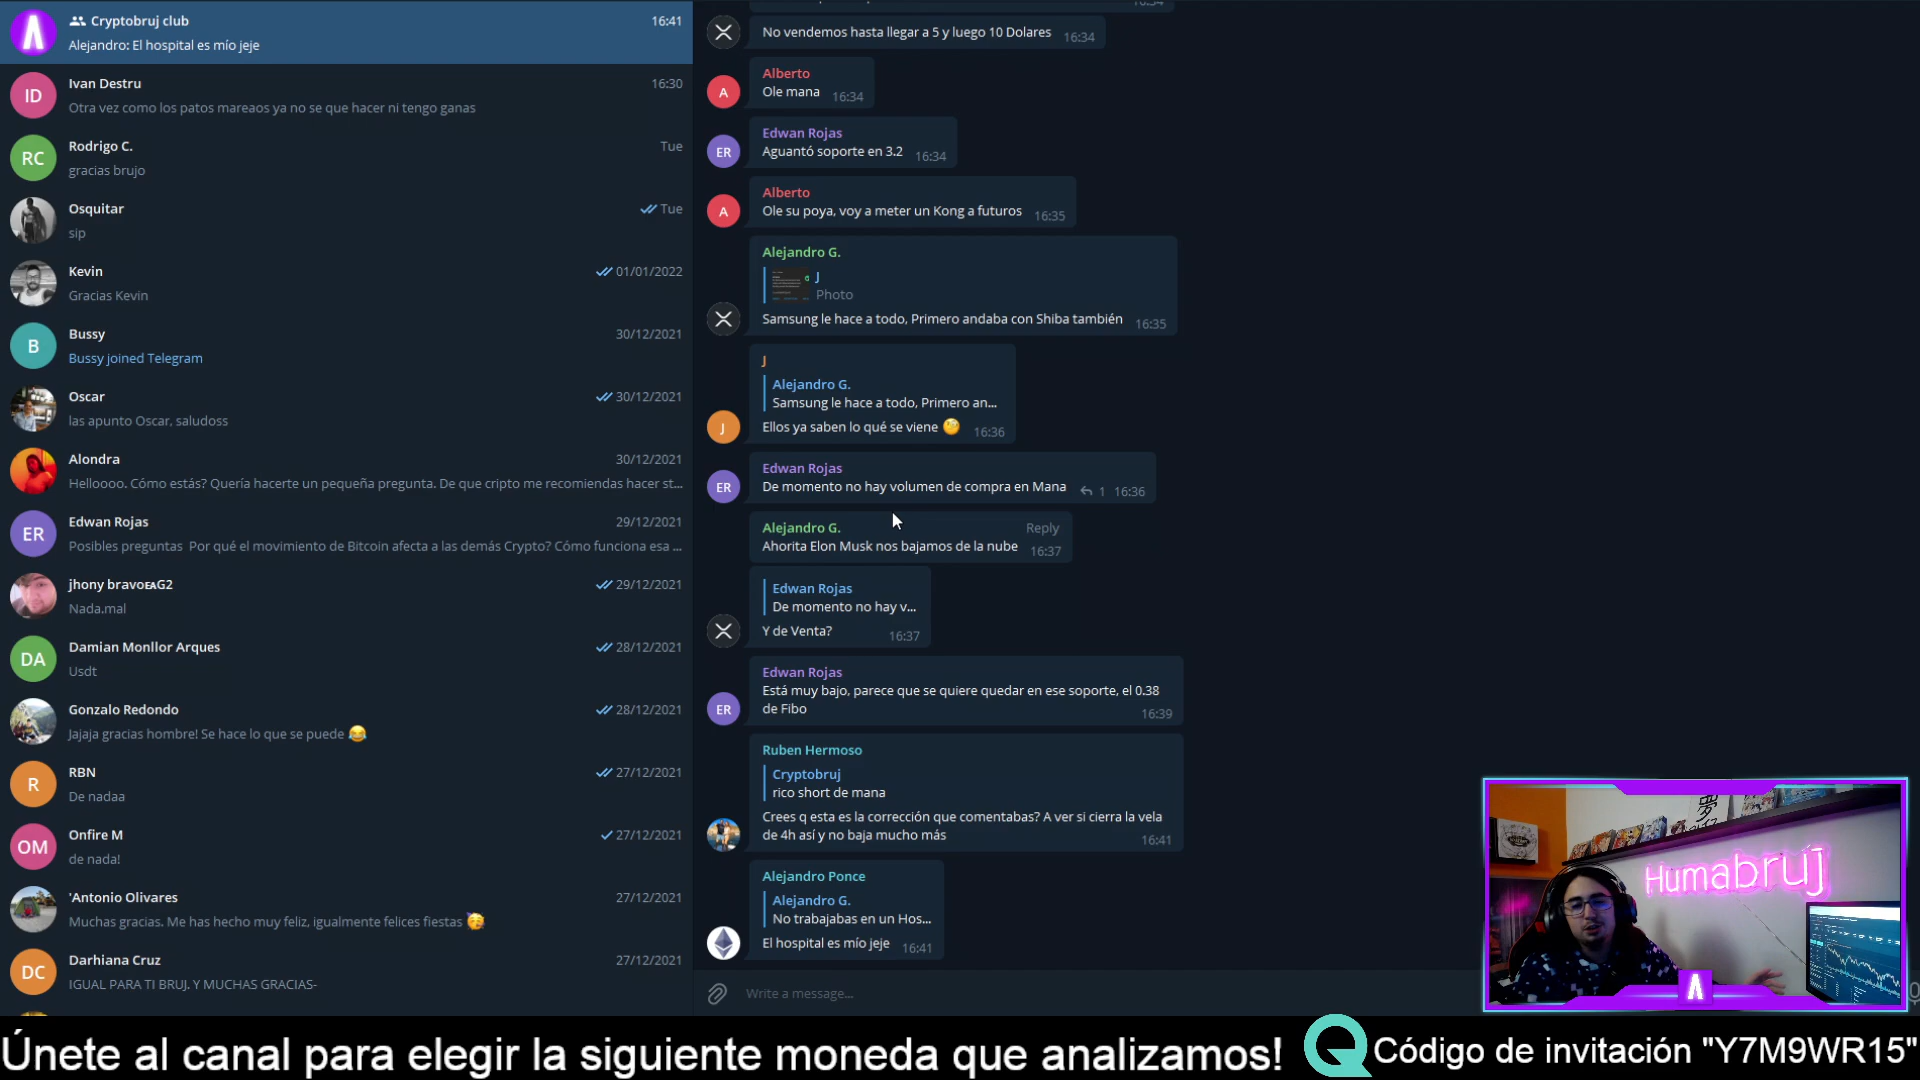 Cryptobruj club 16:41
Alejandro: El hospital es mío jeje
ID
Ivan Destru 16:30
Otra vez como los patos mareaos ya no se que hacer ni tengo ganas
RC
Rodrigo C. Tue
gracias brujo
Osquitar Tue
sip
Kevin 01/01/2022
Gracias Kevin
B
Bussy 30/12/2021
Bussy joined Telegram
Oscar 30/12/2021
las apunto Oscar, saludoss
Alondra 30/12/2021
Helloooo. Cómo estás? Quería hacerte un pequeña pregunta. De que cripto me recomiendas hacer st...
ER
Edwan Rojas 29/12/2021
Posibles preguntas Por qué el movimiento de Bitcoin afecta a las demás Crypto? Cómo funciona esa ...
jhony bravoᴇᴀG2 29/12/2021
Nada.mal
DA
Damian Monllor Arques 28/12/2021
Usdt
Gonzalo Redondo 28/12/2021
Jajaja gracias hombre! Se hace lo que se puede 😂
R
RBN 27/12/2021
De nadaa
OM
Onfire M 27/12/2021
de nada!
'Antonio Olivares 27/12/2021
Muchas gracias. Me has hecho muy feliz, igualmente felices fiestas 🥳
DC
Darhiana Cruz 27/12/2021
IGUAL PARA TI BRUJ. Y MUCHAS GRACIAS-
No vendemos hasta llegar a 5 y luego 10 Dolares 16:34
Alberto
A
Ole mana 16:34
Edwan Rojas
ER
Aguantó soporte en 3.2 16:34
Alberto
A
Ole su poya, voy a meter un Kong a futuros 16:35
Alejandro G.
J
Photo
Samsung le hace a todo, Primero andaba con Shiba también 16:35
J
Alejandro G.
Samsung le hace a todo, Primero an...
J
Ellos ya saben lo qué se viene 🧐 16:36
Edwan Rojas
ER
De momento no hay volumen de compra en Mana 1 16:36
Alejandro G. Reply
Ahorita Elon Musk nos bajamos de la nube 16:37
Edwan Rojas
De momento no hay v...
Y de Venta? 16:37
Edwan Rojas
Está muy bajo, parece que se quiere quedar en ese soporte, el 0.38
ER
de Fibo 16:39
Ruben Hermoso
Cryptobruj
rico short de mana
Crees q esta es la corrección que comentabas? A ver si cierra la vela
de 4h así y no baja mucho más 16:41
Alejandro Ponce
Alejandro G.
No trabajabas en un Hos...
El hospital es mío jeje 16:41
Write a message...
夢
Humabruj
Únete al canal para elegir la siguiente moneda que analizamos!
Código de invitación "Y7M9WR15"